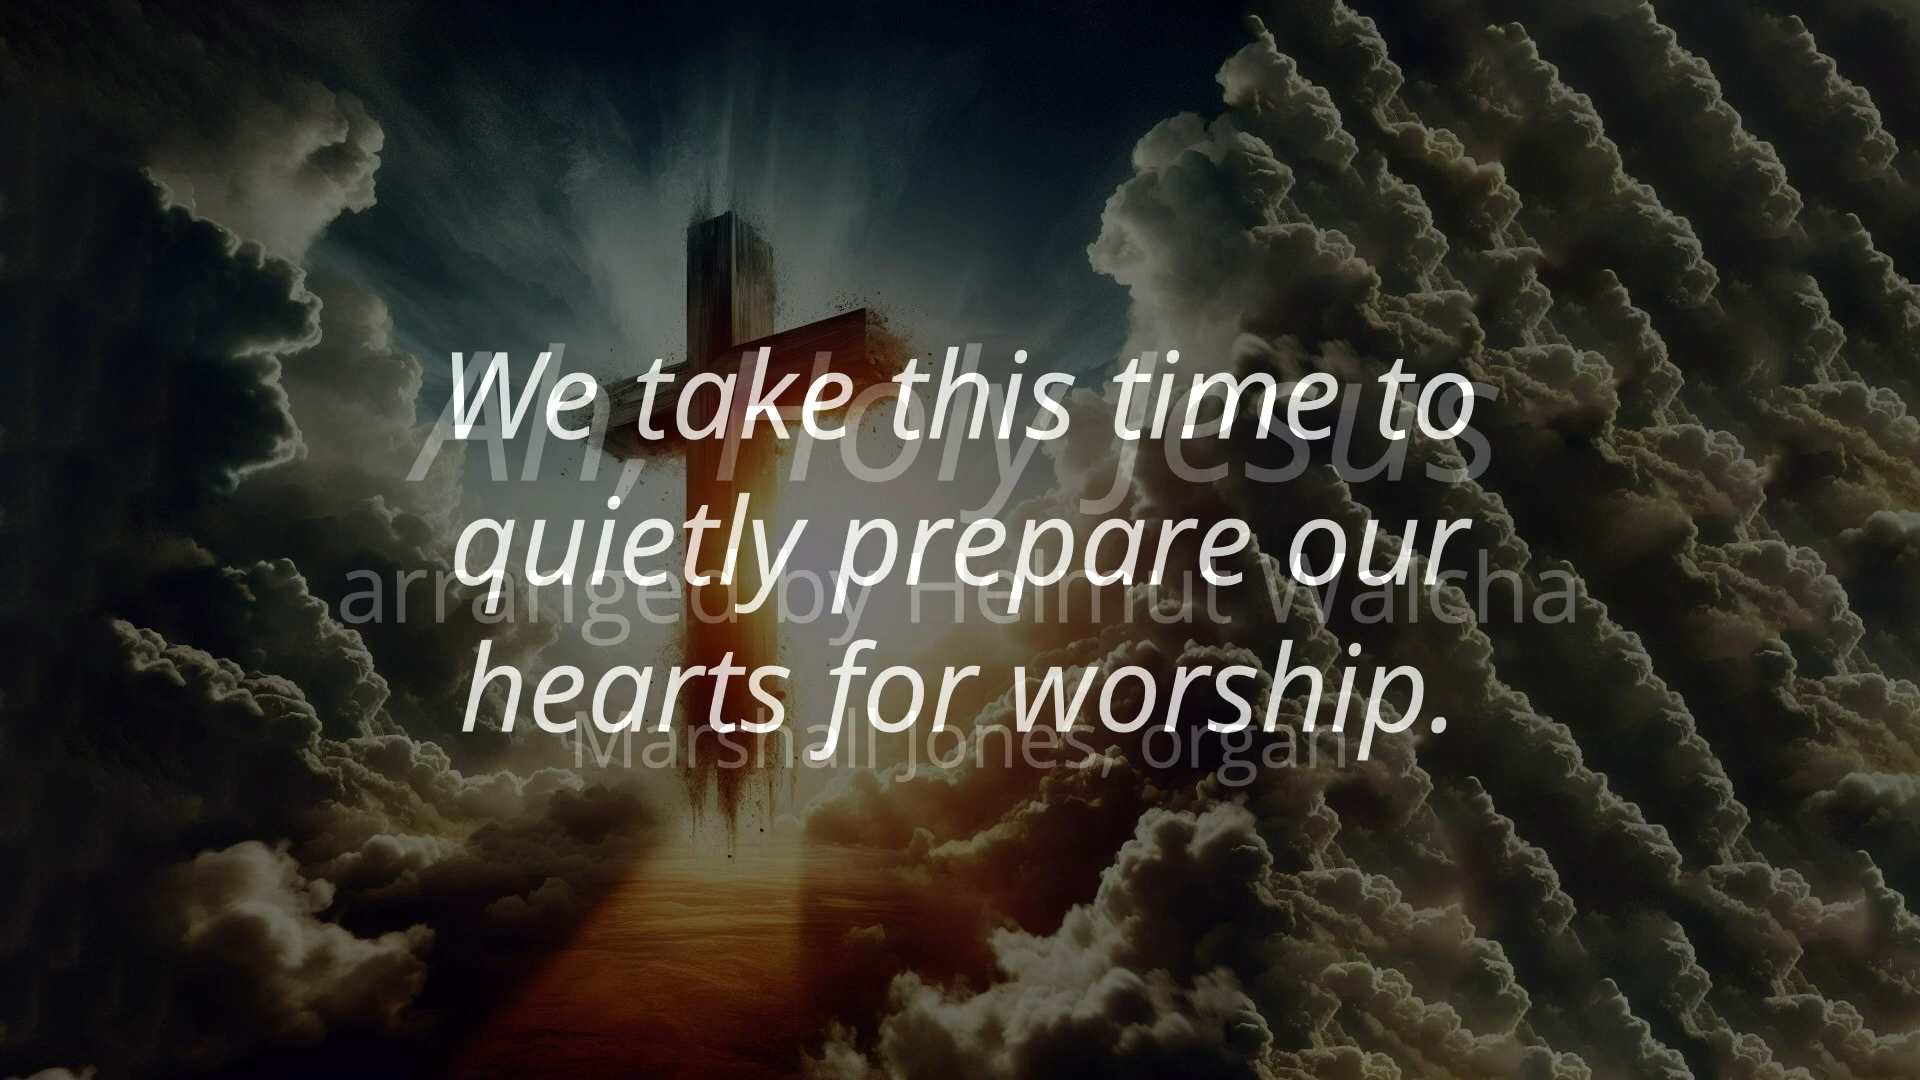 We take this time to
quietly prepare our
hearts for worship.
Ah, Holy Jesus
arranged by Helmut Walcha
Marshall Jones, organ